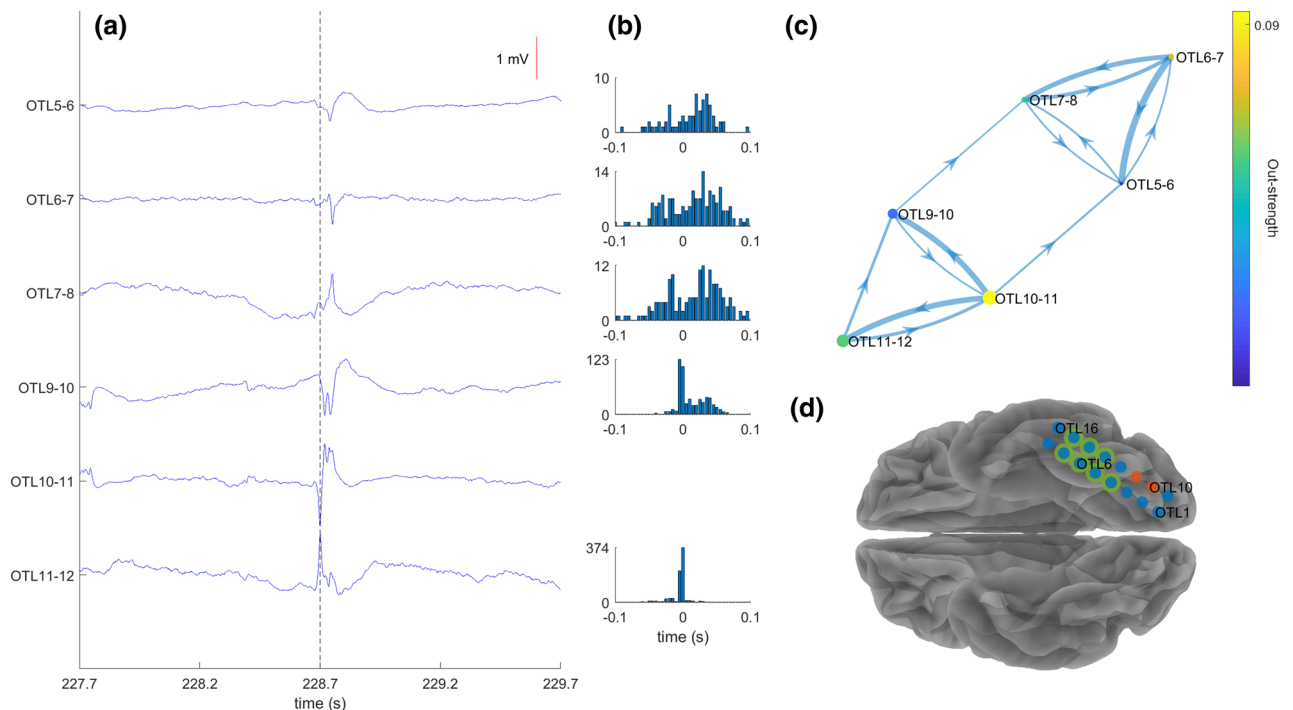 (a)
1 mV
OTL5-6
OTL6-7
OTL7-8
OTL9-10
OTL10-11
OTL11-12
227.7 228.2 228.7 229.2 229.7
time (s)
(b)
10
0
-0.1 0 0.1
14
0
-0.1 0 0.1
12
0
-0.1 0 0.1
123
0
-0.1 0 0.1
374
0
-0.1 0 0.1
time (s)
(c)
OTL6-7
OTL7-8
OTL5-6
OTL9-10
OTL10-11
OTL11-12
0.09
Out-strength
(d)
OTL16
OTL6
OTL10
OTL1